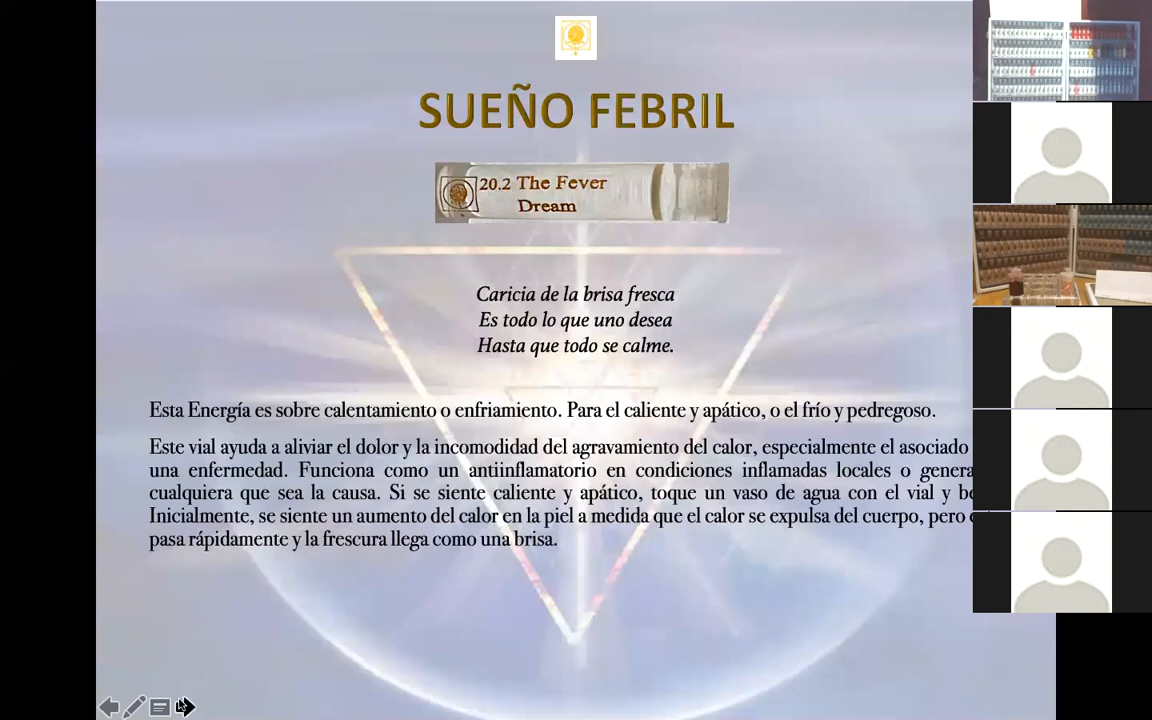 SUEÑO FEBRIL
20.2 The Fever
Dream
Caricia de la brisa fresca
Es todo lo que uno desea
Hasta que todo se calme.
Esta Energía es sobre calentamiento o enfriamiento. Para el caliente y apático, o el frío y pedregoso.
Este vial ayuda a aliviar el dolor y la incomodidad del agravamiento del calor, especialmente el asociado
una enfermedad. Funciona como un antiinflamatorio en condiciones inflamadas locales o genera
cualquiera que sea la causa. Si se siente caliente y apático, toque un vaso de agua con el vial y be
Inicialmente, se siente un aumento del calor en la piel a medida que el calor se expulsa del cuerpo, pero
pasa rápidamente y la frescura llega como una brisa.